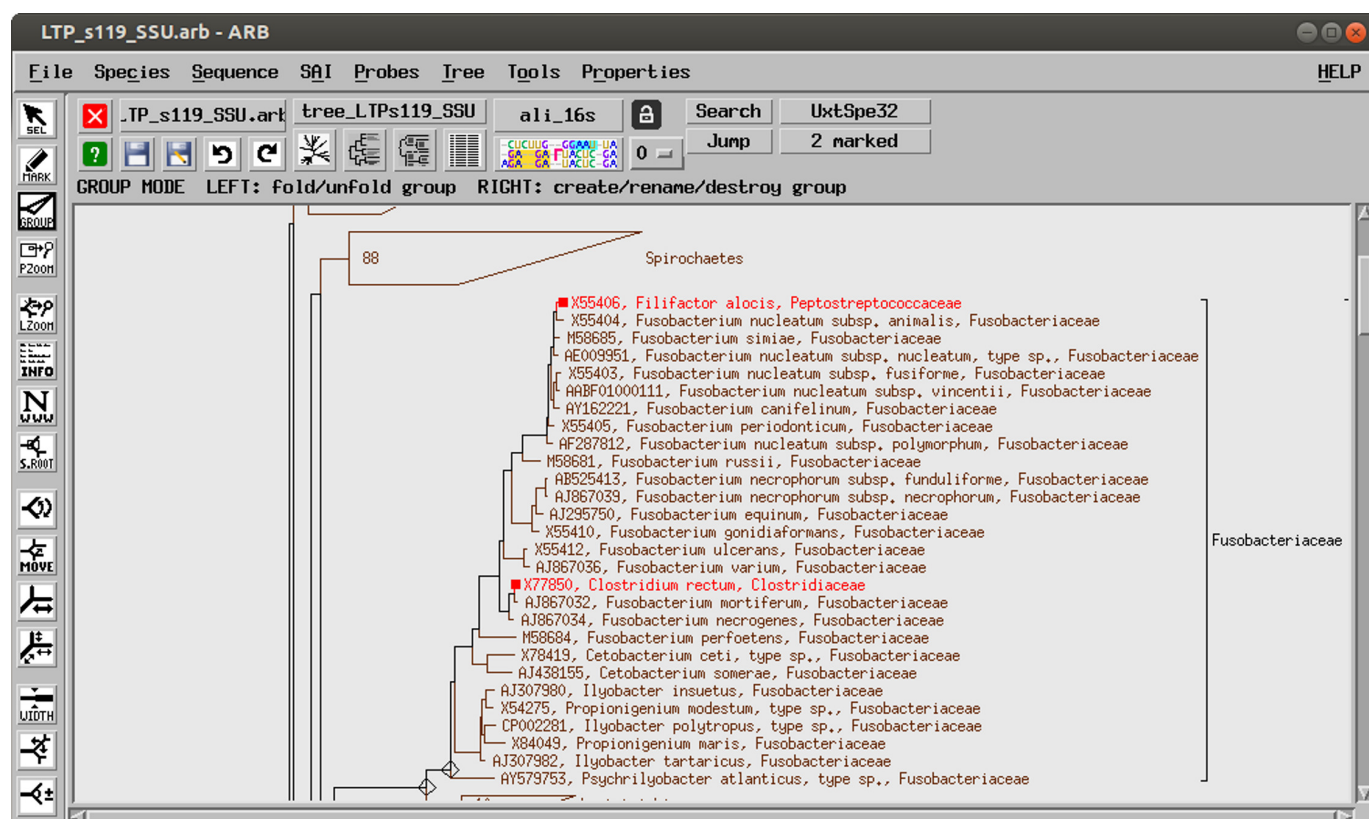 LTP_s119_SSU.arb - ARB
File Species Sequence SAI Probes Tree Tools Properties HELP
.TP_s119_SSU.arb tree_LTPs119_SSU ali_16s Search UxtSpe32
Jump 2 marked
0
-CUCUUG--GGAAU-UA
GROUP MODE LEFT: fold/unfold group RIGHT: create/rename/destroy group
SEL
MARK
GROUP
PZOOM
LZOOM
INFO
N
WWW
S.ROOT
MOVE
WIDTH
88 Spirochaetes
X55406, Filifactor alocis, Peptostreptococcaceae
X55404, Fusobacterium nucleatum subsp. animalis, Fusobacteriaceae
M58685, Fusobacterium simiae, Fusobacteriaceae
AE009951, Fusobacterium nucleatum subsp. nucleatum, type sp., Fusobacteriaceae
X55403, Fusobacterium nucleatum subsp. fusiforme, Fusobacteriaceae
AABF01000111, Fusobacterium nucleatum subsp. vincentii, Fusobacteriaceae
AY162221, Fusobacterium canifelinum, Fusobacteriaceae
X55405, Fusobacterium periodonticum, Fusobacteriaceae
AF287812, Fusobacterium nucleatum subsp. polymorphum, Fusobacteriaceae
M58681, Fusobacterium russii, Fusobacteriaceae
AB525413, Fusobacterium necrophorum subsp. funduliforme, Fusobacteriaceae
AJ867039, Fusobacterium necrophorum subsp. necrophorum, Fusobacteriaceae
AJ295750, Fusobacterium equinum, Fusobacteriaceae
X55410, Fusobacterium gonidiaformans, Fusobacteriaceae
X55412, Fusobacterium ulcerans, Fusobacteriaceae
AJ867036, Fusobacterium varium, Fusobacteriaceae
X77850, Clostridium rectum, Clostridiaceae
AJ867032, Fusobacterium mortiferum, Fusobacteriaceae
AJ867034, Fusobacterium necrogenes, Fusobacteriaceae
M58684, Fusobacterium perfoetens, Fusobacteriaceae
X78419, Cetobacterium ceti, type sp., Fusobacteriaceae
AJ438155, Cetobacterium somerae, Fusobacteriaceae
AJ307980, Ilyobacter insuetus, Fusobacteriaceae
X54275, Propionigenium modestum, type sp., Fusobacteriaceae
CP002281, Ilyobacter polytropus, type sp., Fusobacteriaceae
X84049, Propionigenium maris, Fusobacteriaceae
AJ307982, Ilyobacter tartaricus, Fusobacteriaceae
AY579753, Psychrilyobacter atlanticus, type sp., Fusobacteriaceae
Fusobacteriaceae